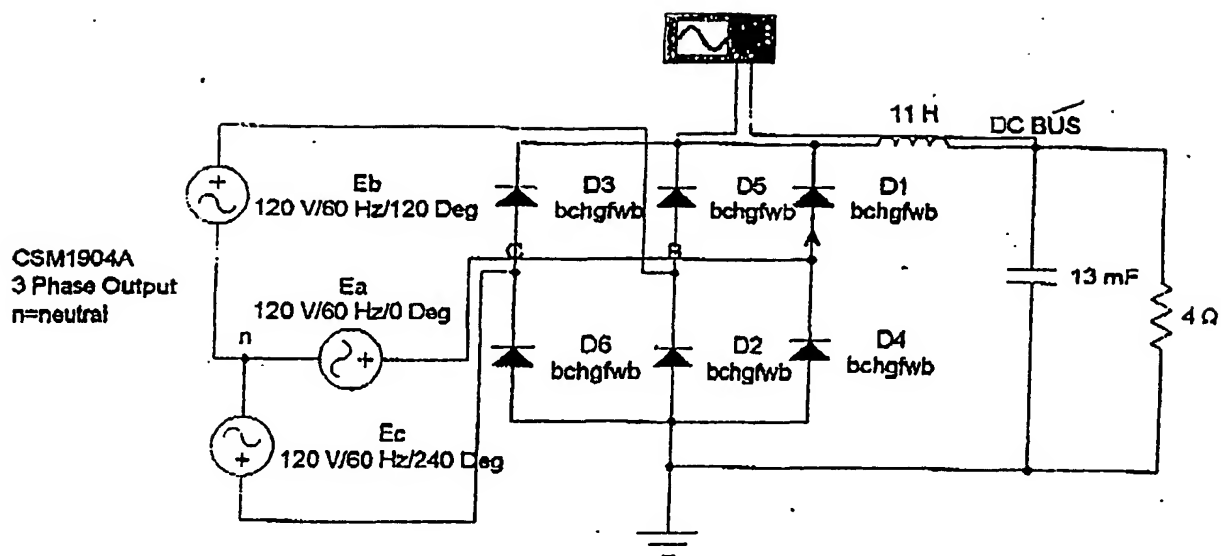 11 H
DC BUS
Eb
120 V/60 Hz/120 Deg
D3
bchgfwb
D5
bchgfwb
D1
bchgfwb
CSM1904A
3 Phase Output
n=neutral
C
B
Ea
120 V/60 Hz/0 Deg
n
13 mF
4 Ω
D6
bchgfwb
D2
bchgfwb
D4
bchgfwb
Ec
120 V/60 Hz/240 Deg